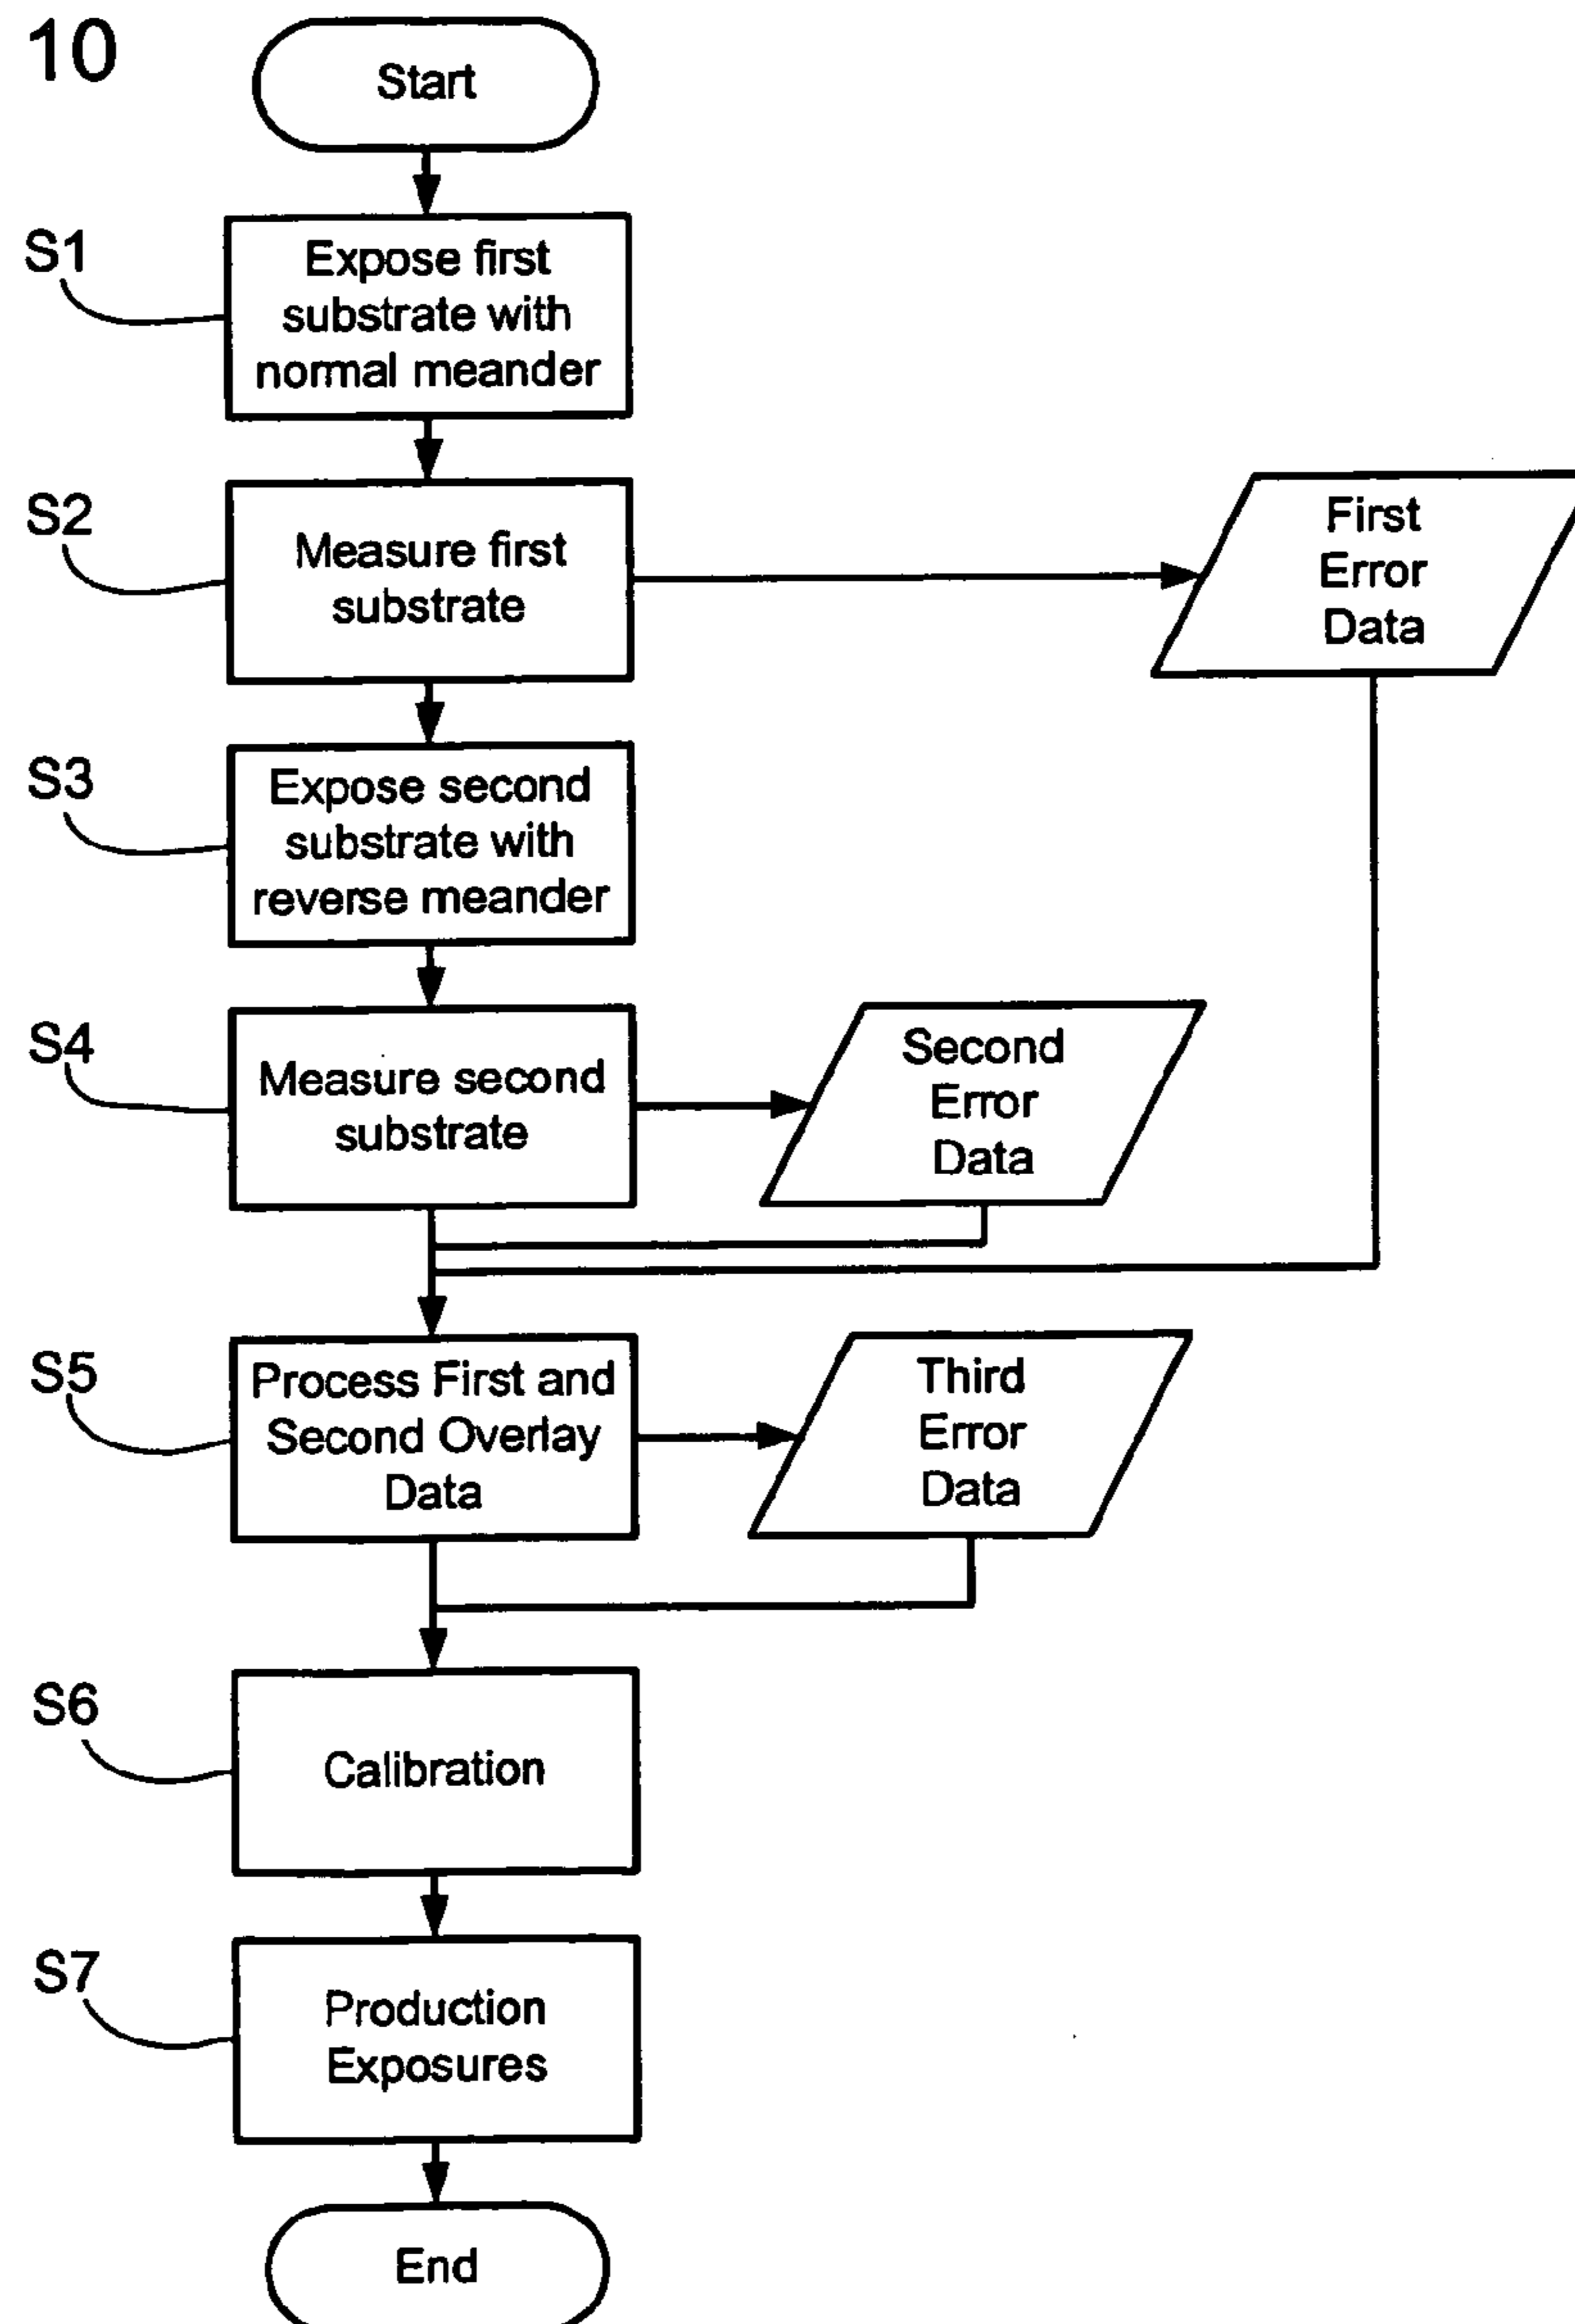 10
Start
S1
Expose first
substrate with
normal meander
S2
Measure first
substrate
First
Error
Data
S3
Expose second
substrate with
reverse meander
S4
Measure second
substrate
Second
Error
Data
S5
Process First and
Second Overlay
Data
Third
Error
Data
S6
Calibration
S7
Production
Exposures
End